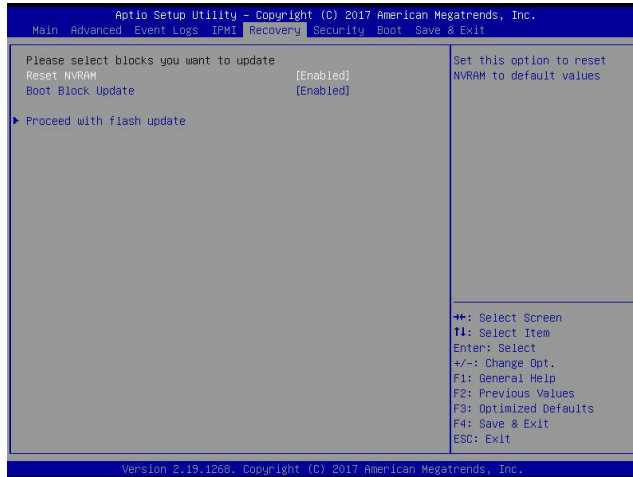 Aptio Setup Utility – Copyright (C) 2017 American Megatrends, Inc.
Main Advanced Event Logs IPMI Recovery Security Boot Save & Exit
Please select blocks you want to update
Reset NVRAM [Enabled]
Boot Block Update [Enabled]
Proceed with flash update
Set this option to reset
NVRAM to default values
→←: Select Screen
↑↓: Select Item
Enter: Select
+/-: Change Opt.
F1: General Help
F2: Previous Values
F3: Optimized Defaults
F4: Save & Exit
ESC: Exit
Version 2.19.1268. Copyright (C) 2017 American Megatrends, Inc.